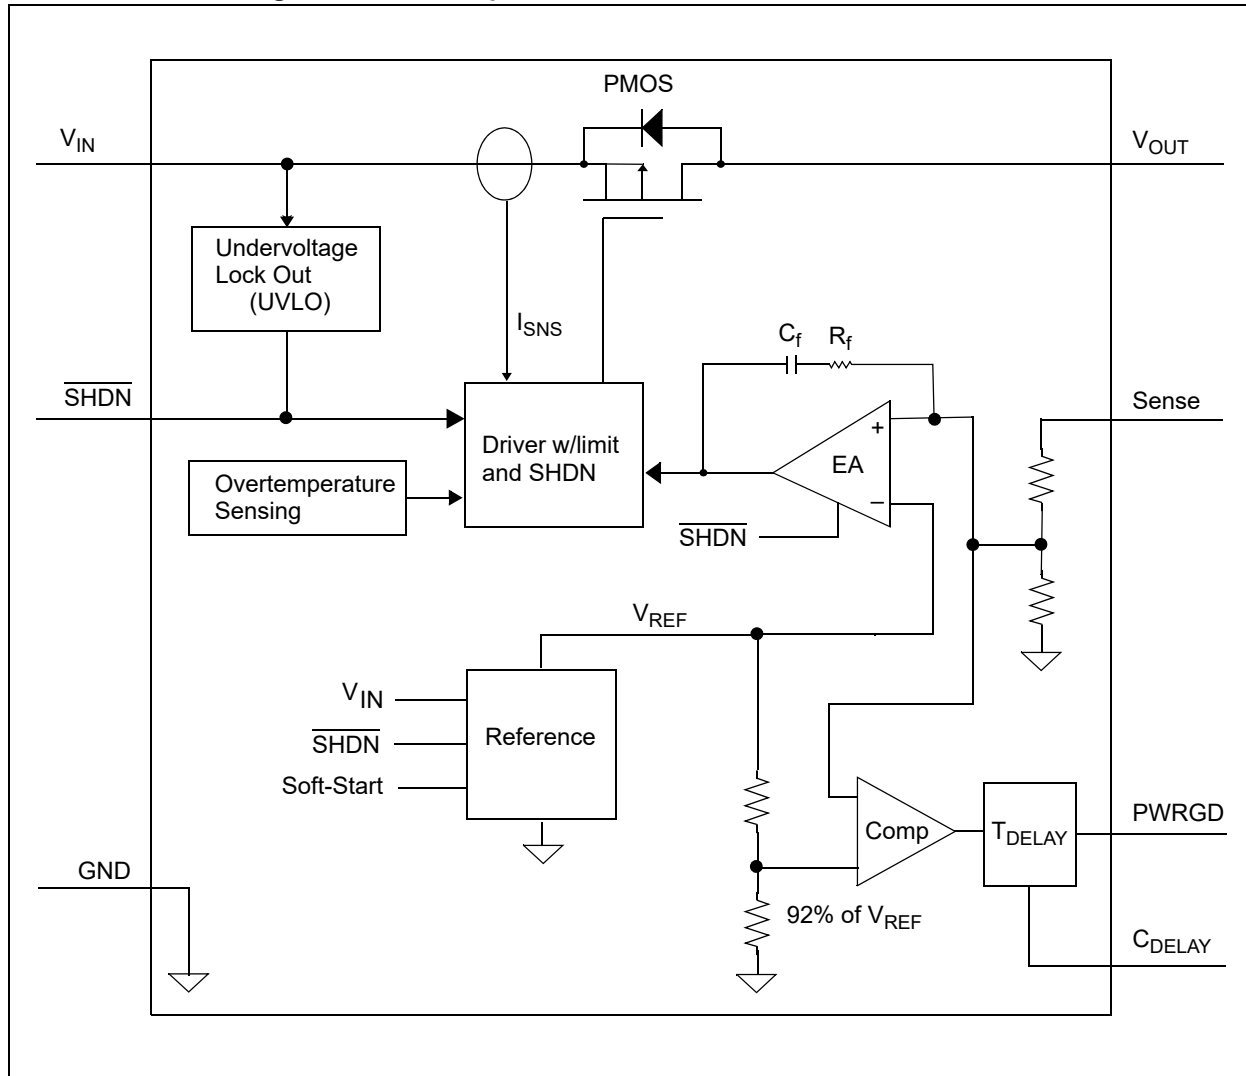 PMOS
VIN
VOUT
Undervoltage
Lock Out
(UVLO)
ISNS
Cf
Rf
SHDN
Sense
+
Driver w/limit
and SHDN
EA
Overtemperature
Sensing
−
SHDN
VREF
VIN
Reference
SHDN
Soft-Start
PWRGD
Comp
TDELAY
GND
92% of VREF
CDELAY